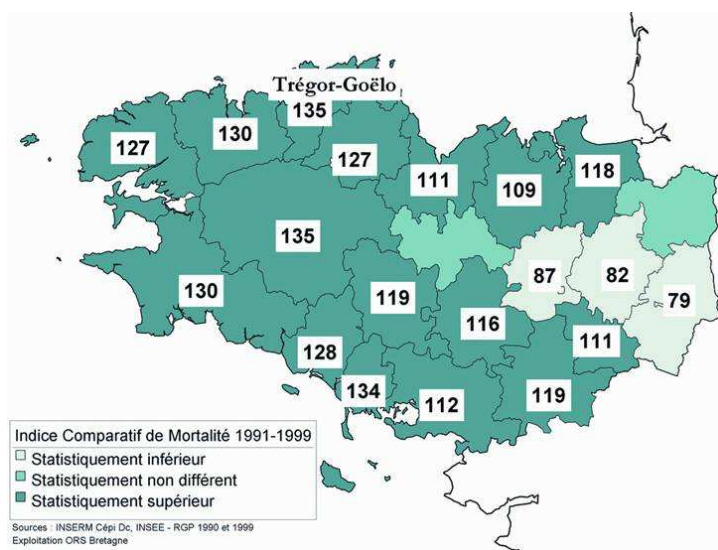 Trégor-Goëlo
135
130
127
127
118
111
109
135
87
82
79
130
119
116
111
128
134
112
119
Indice Comparatif de Mortalité 1991-1999
Statistiquement inférieur
Statistiquement non différent
Statistiquement supérieur
Sources : INSERM Cépi Dc, INSEE - RGP 1990 et 1999
Exploitation ORS Bretagne